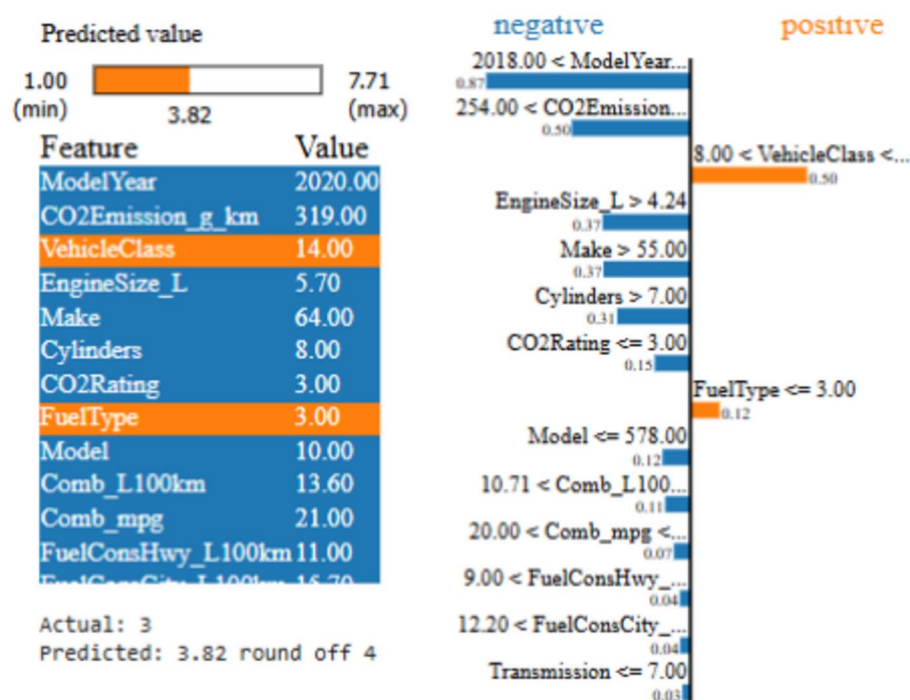 Predicted value
1.00
(min)
7.71
(max)
3.82
Feature Value
ModelYear 2020.00
CO2Emission_g_km 319.00
VehicleClass 14.00
EngineSize_L 5.70
Make 64.00
Cylinders 8.00
CO2Rating 3.00
FuelType 3.00
Model 10.00
Comb_L100km 13.60
Comb_mpg 21.00
FuelConsHwy_L100km 11.00
FuelConsCity_L100km 15.70
Actual: 3
Predicted: 3.82 round off 4
negative positive
2018.00 < ModelYear...
0.87
254.00 < CO2Emission...
0.50
8.00 < VehicleClass <...
0.50
EngineSize_L > 4.24
0.37
Make > 55.00
0.37
Cylinders > 7.00
0.31
CO2Rating <= 3.00
0.15
FuelType <= 3.00
0.12
Model <= 578.00
0.12
10.71 < Comb_L100...
0.11
20.00 < Comb_mpg <...
0.07
9.00 < FuelConsHwy_...
0.04
12.20 < FuelConsCity_...
0.04
Transmission <= 7.00
0.03